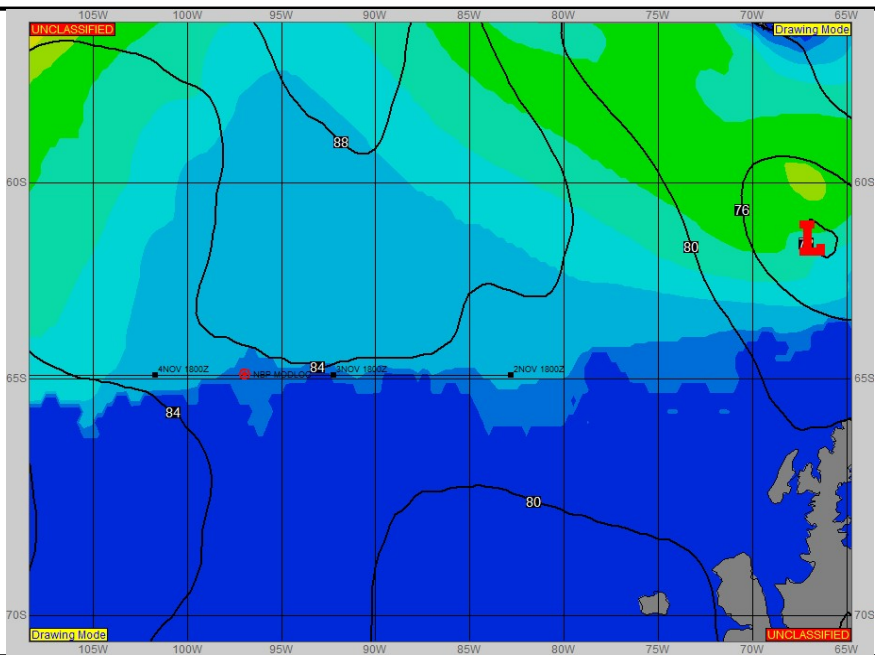 105W 100W 95W 90W 85W 80W 75W 70W 65W
UNCLASSIFIED
Drawing Mode
88
60S 60S
76
L
80
84
4NOV 1800Z
3NOV 1800Z
2NOV 1800Z
65S 65S
84
80
70S 70S
Drawing Mode
UNCLASSIFIED
105W 100W 95W 90W 85W 80W 75W 70W 65W